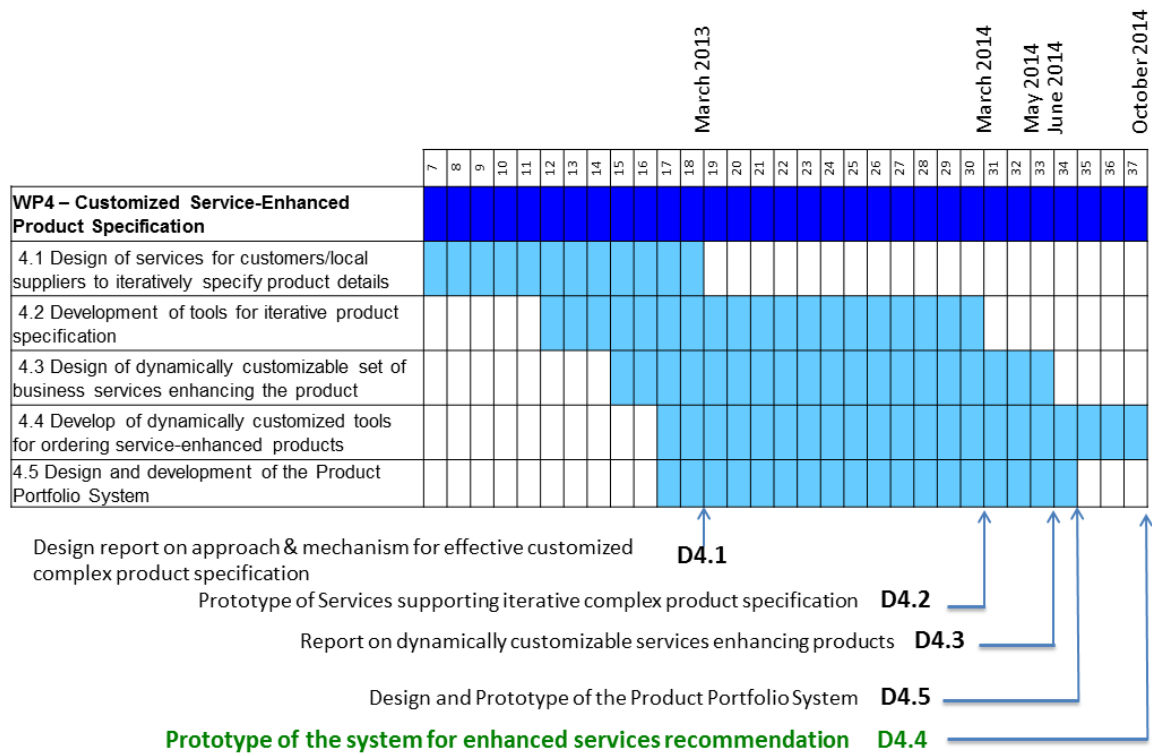 March 2013
March 2014
May 2014
June 2014
October 2014
7 8 9 10 11 12 13 14 15 16 17 18 19 20 21 22 23 24 25 26 27 28 29 30 31 32 33 34 35 36 37
WP4 – Customized Service-Enhanced
Product Specification
4.1 Design of services for customers/local
suppliers to iteratively specify product details
4.2 Development of tools for iterative product
specification
4.3 Design of dynamically customizable set of
business services enhancing the product
4.4 Develop of dynamically customized tools
for ordering service-enhanced products
4.5 Design and development of the Product
Portfolio System
Design report on approach & mechanism for effective customized
complex product specification
D4.1
Prototype of Services supporting iterative complex product specification D4.2
Report on dynamically customizable services enhancing products D4.3
Design and Prototype of the Product Portfolio System D4.5
Prototype of the system for enhanced services recommendation D4.4